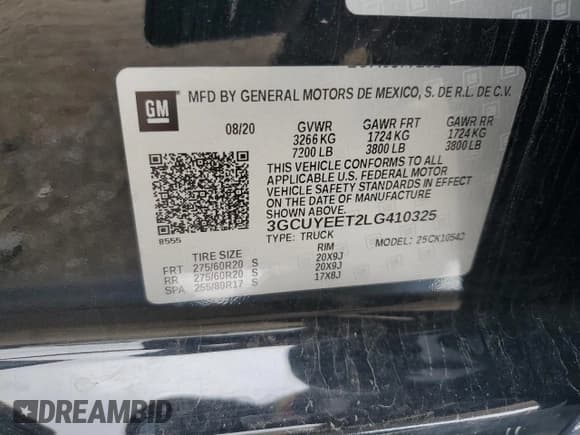 GM
MFD BY GENERAL MOTORS DE MEXICO, S. DE R.L. DE C.V.
08/20 GVWR GAWR FRT GAWR RR
3266 KG 1724 KG 1724 KG
7200 LB 3800 LB 3800 LB
THIS VEHICLE CONFORMS TO ALL
APPLICABLE U.S. FEDERAL MOTOR
VEHICLE SAFETY STANDARDS IN EFFECT
ON THE DATE OF MANUFACTURE
SHOWN ABOVE.
3GCUYEET2LG410325
8555
TYPE: TRUCK MODEL: 25CK10543
TIRE SIZE RIM
FRT 275/60R20 S 20X9J
RR 275/60R20 S 20X9J
SPA 255/80R17 S 17X8J
DREAMBID